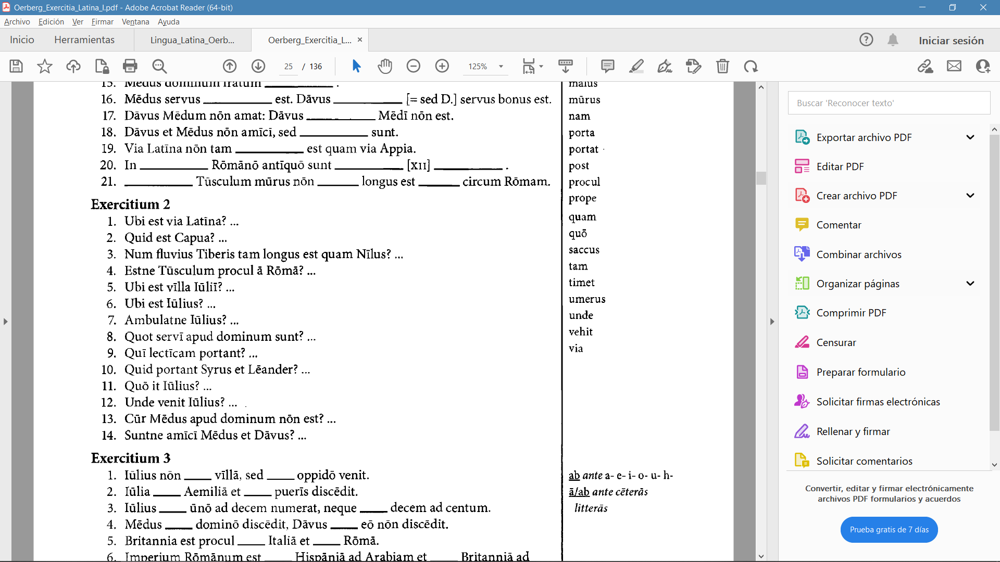 Oerberg_Exercitia_Latina_I.pdf - Adobe Acrobat Reader (64-bit)
Archivo Edición Ver Firmar Ventana Ayuda
Inicio Herramientas Lingua_Latina_Oerb... Oerberg_Exercitia_L... Iniciar sesión
25 / 136 125%
15. Mēdus dominum īrātum ________ .
16. Mēdus servus ________ est. Dāvus ________ [= sed D.] servus bonus est.
17. Dāvus Mēdum nōn amat: Dāvus ________ Mēdī nōn est.
18. Dāvus et Mēdus nōn amīcī, sed ________ sunt.
19. Via Latīna nōn tam ________ est quam via Appia.
20. In ________ Rōmānō antīquō sunt ________ [XII] ________ .
21. ________ Tūsculum mūrus nōn _____ longus est _____ circum Rōmam.
Exercitium 2
1. Ubi est via Latīna? ...
2. Quid est Capua? ...
3. Num fluvius Tiberis tam longus est quam Nīlus? ...
4. Estne Tūsculum procul ā Rōmā? ...
5. Ubi est vīlla Iūliī? ...
6. Ubi est Iūlius? ...
7. Ambulatne Iūlius? ...
8. Quot servī apud dominum sunt? ...
9. Quī lectīcam portant? ...
10. Quid portant Syrus et Lēander? ...
11. Quō it Iūlius? ...
12. Unde venit Iūlius? ...
13. Cūr Mēdus apud dominum nōn est? ...
14. Suntne amīcī Mēdus et Dāvus? ...
Exercitium 3
1. Iūlius nōn ____ vīllā, sed ____ oppidō venit.
2. Iūlia ____ Aemiliā et ____ puerīs discēdit.
3. Iūlius ____ ūnō ad decem numerat, neque ____ decem ad centum.
4. Mēdus ____ dominō discēdit, Dāvus ____ eō nōn discēdit.
5. Britannia est procul ____ Italiā et ____ Rōmā.
6. Imperium Rōmānum est ____ Hispāniā ad Arabiam et ____ Britanniā ad
malus
mūrus
nam
porta
portat
post
procul
prope
quam
quō
saccus
tam
timet
umerus
unde
vehit
via
ab ante a- e- i- o- u- h-
ā/ab ante cēterās
litterās
Buscar 'Reconocer texto'
Exportar archivo PDF
Editar PDF
Crear archivo PDF
Comentar
Combinar archivos
Organizar páginas
Comprimir PDF
Censurar
Preparar formulario
Solicitar firmas electrónicas
Rellenar y firmar
Solicitar comentarios
Convertir, editar y firmar electrónicamente
archivos PDF formularios y acuerdos
Prueba gratis de 7 días